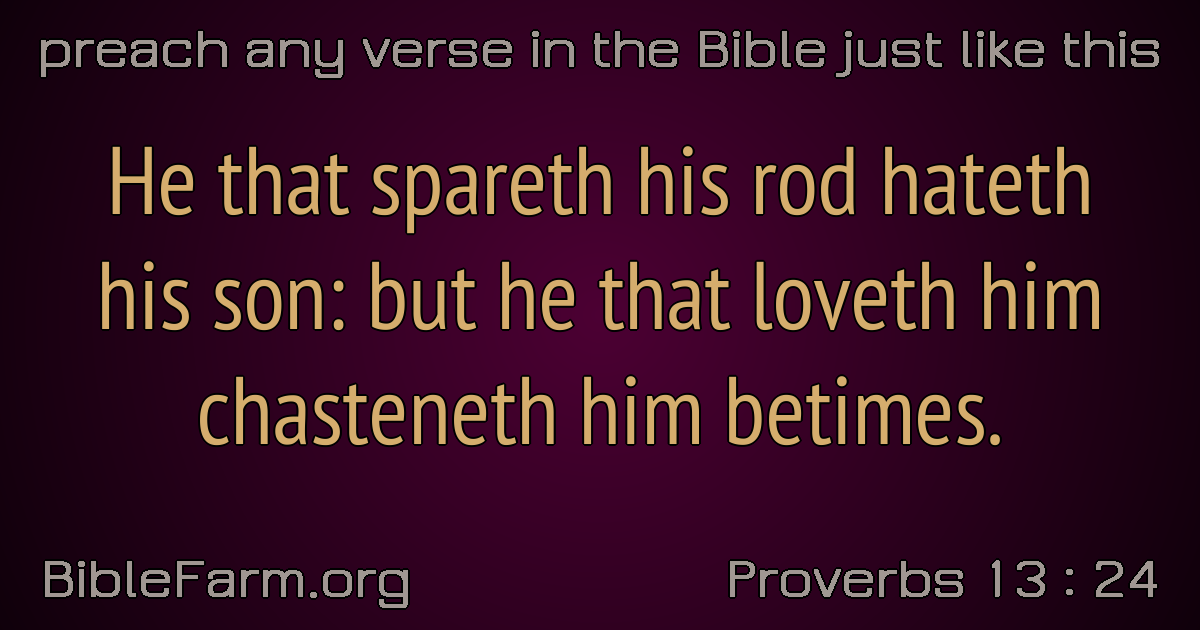 preach any verse in the Bible just like this
He that spareth his rod hateth
his son: but he that loveth him
chasteneth him betimes.
BibleFarm.org
Proverbs 13 : 24